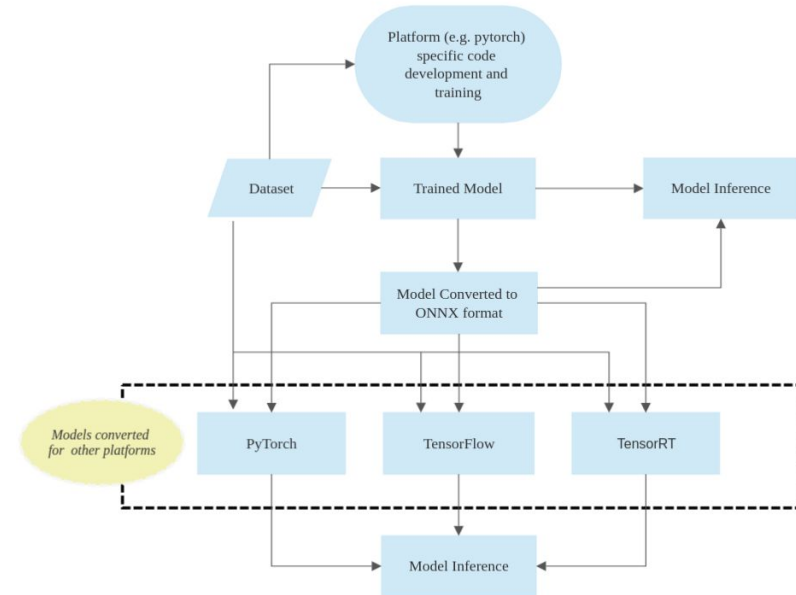 Platform (e.g. pytorch)
specific code
development and
training
Dataset
Trained Model
Model Inference
Model Converted to
ONNX format
Models converted
for other platforms
PyTorch
TensorFlow
TensorRT
Model Inference